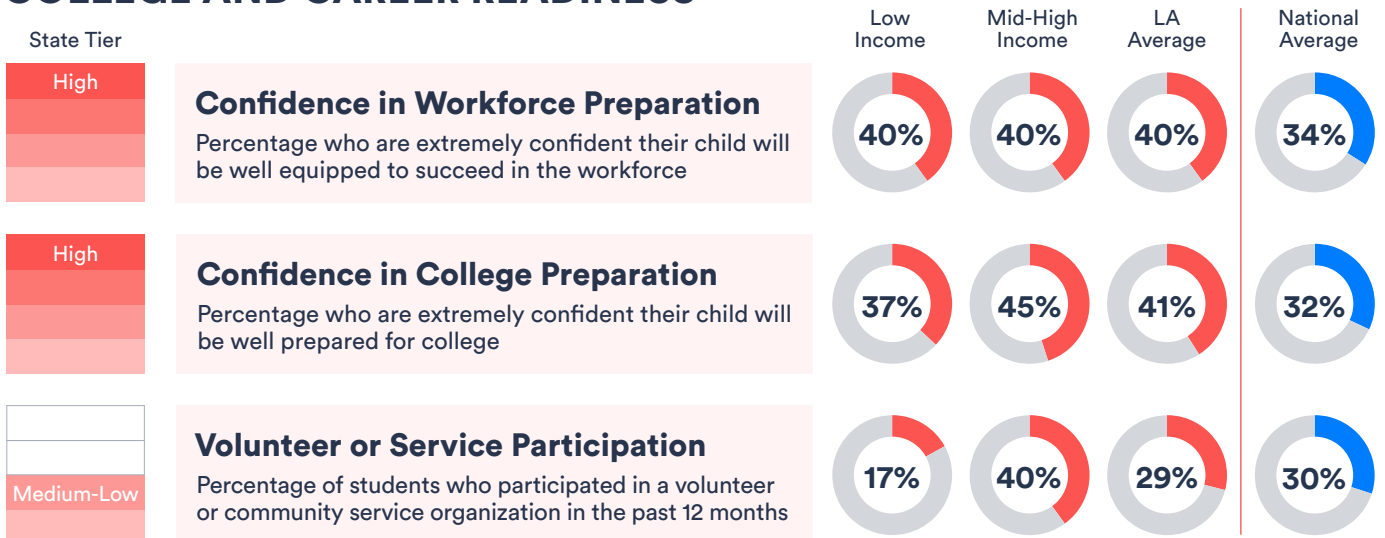 COLLEGE AND CAREER READINESS
State Tier
Low
Income
Mid-High
Income
LA
Average
National
Average
High
Confidence in Workforce Preparation
Percentage who are extremely confident their child will
be well equipped to succeed in the workforce
40%
40%
40%
34%
High
Confidence in College Preparation
Percentage who are extremely confident their child will
be well prepared for college
37%
45%
41%
32%
Medium-Low
Volunteer or Service Participation
Percentage of students who participated in a volunteer
or community service organization in the past 12 months
17%
40%
29%
30%